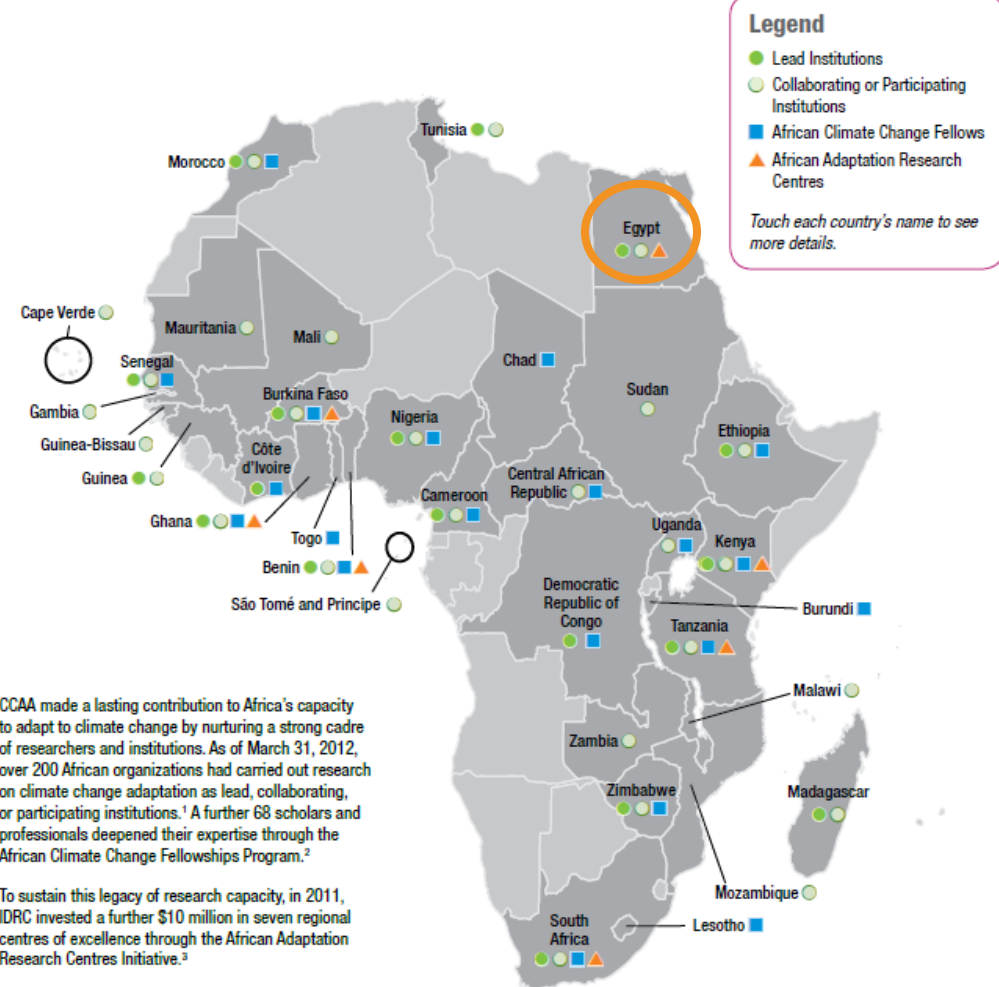 Legend
Lead Institutions
Collaborating or Participating
Institutions
African Climate Change Fellows
African Adaptation Research
Centres
Touch each country's name to see
more details.
Tunisia
Morocco
Egypt
Cape Verde
Mauritania
Mali
Chad
Senegal
Sudan
Burkina Faso
Gambia
Nigeria
Ethiopia
Guinea-Bissau
Côte
d'Ivoire
Guinea
Central African
Republic
Cameroon
Ghana
Uganda
Togo
Kenya
Benin
Democratic
Republic of
Congo
São Tomé and Principe
Burundi
Tanzania
Malawi
Zambia
Zimbabwe
Madagascar
Mozambique
Lesotho
South
Africa
CCAA made a lasting contribution to Africa's capacity
to adapt to climate change by nurturing a strong cadre
of researchers and institutions. As of March 31, 2012,
over 200 African organizations had carried out research
on climate change adaptation as lead, collaborating,
or participating institutions.¹ A further 68 scholars and
professionals deepened their expertise through the
African Climate Change Fellowships Program.²
To sustain this legacy of research capacity, in 2011,
IDRC invested a further $10 million in seven regional
centres of excellence through the African Adaptation
Research Centres Initiative.³